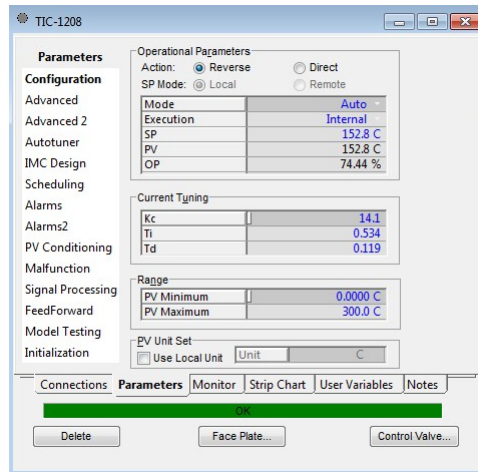 TIC-1208
Parameters
Configuration
Advanced
Advanced 2
Autotuner
IMC Design
Scheduling
Alarms
Alarms2
PV Conditioning
Malfunction
Signal Processing
FeedForward
Model Testing
Initialization
Operational Parameters
Action: Reverse Direct
SP Mode: Local Remote
Mode Auto
Execution Internal
SP 152.8 C
PV 152.8 C
OP 74.44 %
Current Tuning
Kc 14.1
Ti 0.534
Td 0.119
Range
PV Minimum 0.0000 C
PV Maximum 300.0 C
PV Unit Set
Use Local Unit Unit C
Connections Parameters Monitor Strip Chart User Variables Notes
OK
Delete Face Plate... Control Valve...